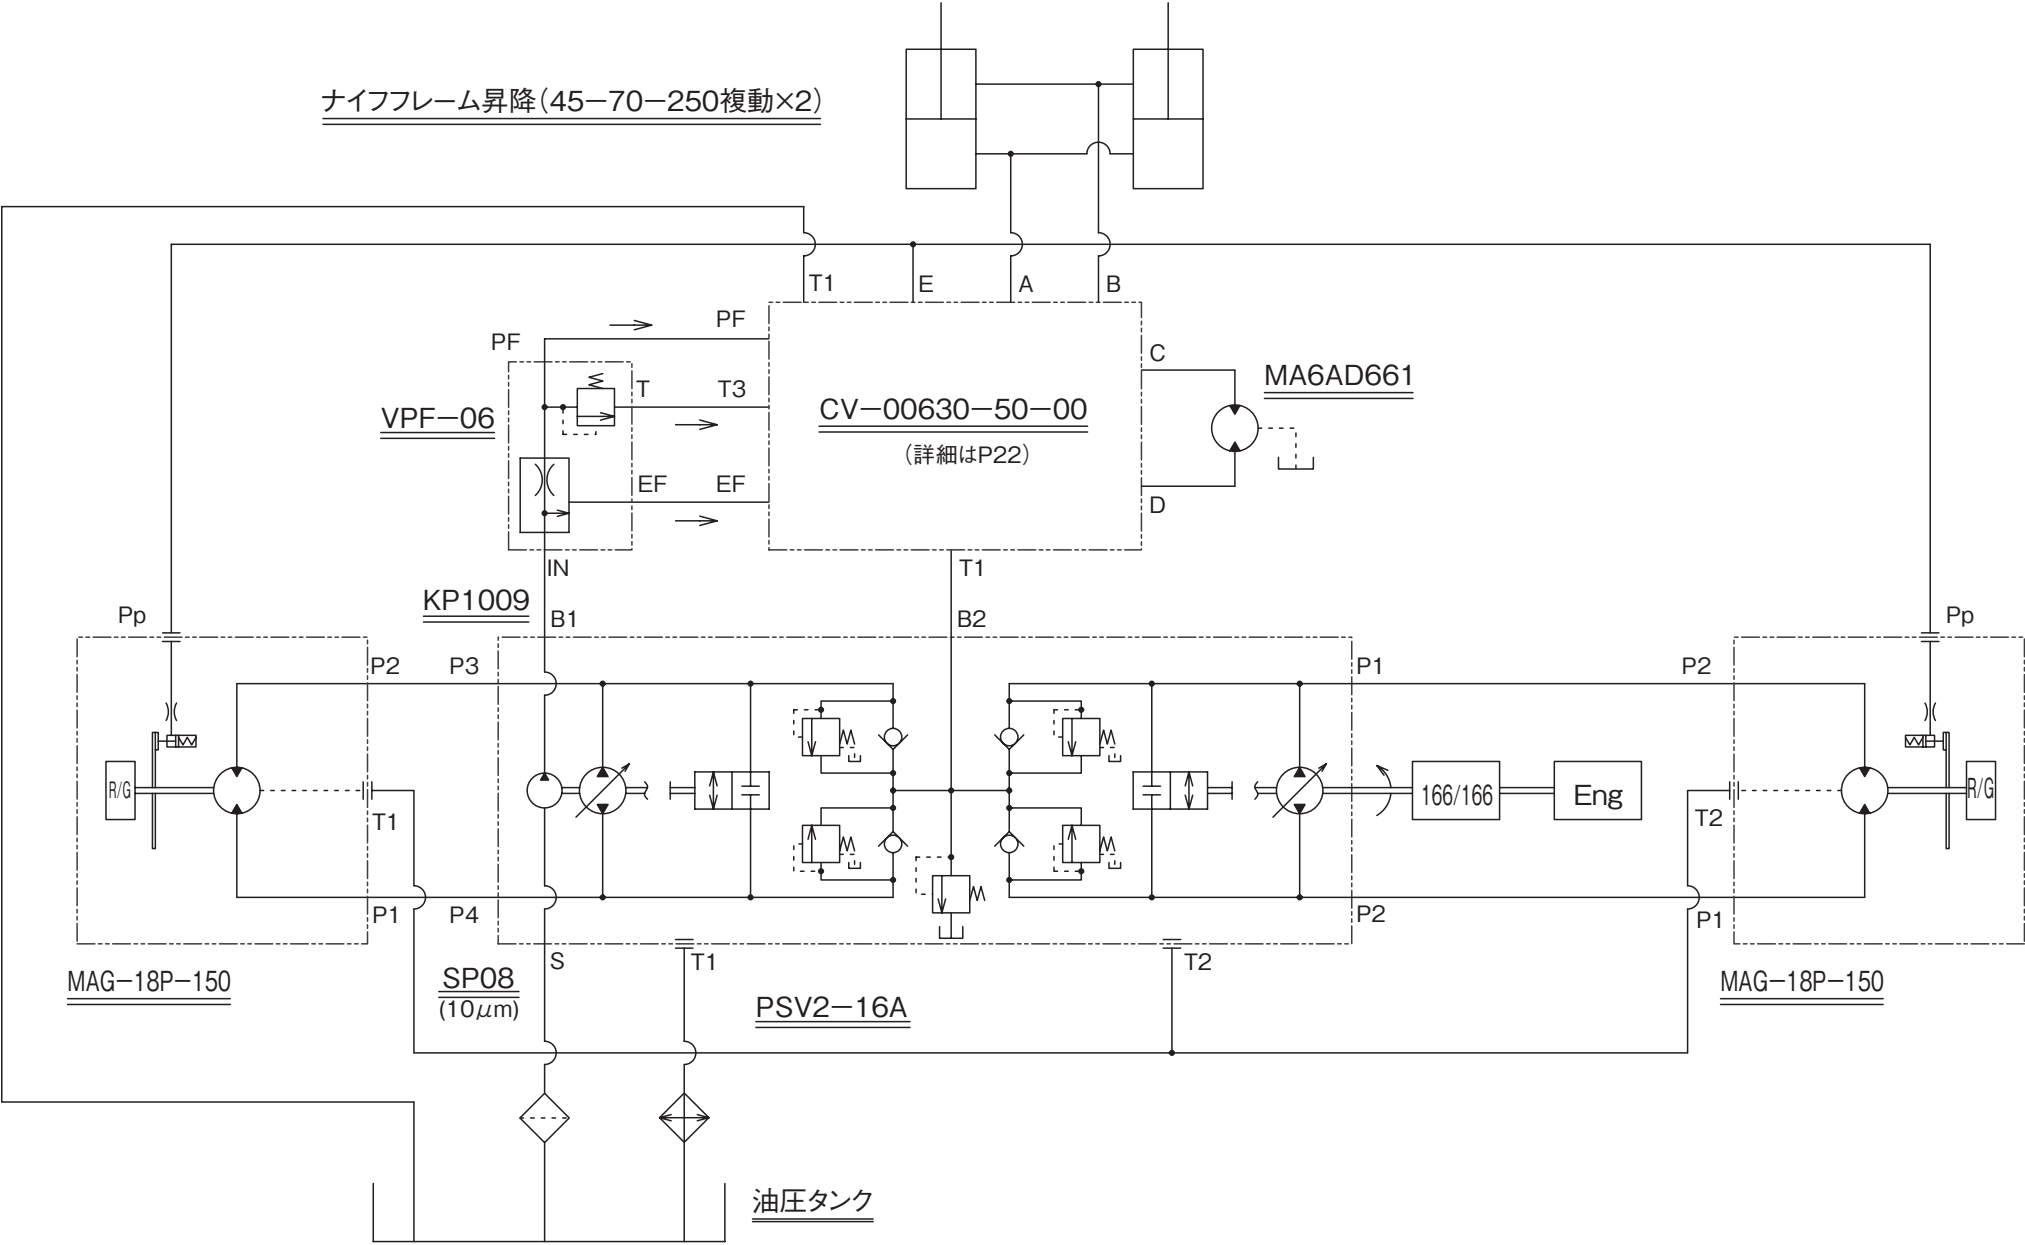 ナイフフレーム昇降(45−70−250複動×2)
T1
E
A
B
PF
PF
C
MA6AD661
T
T3
VPF−06
CV−00630−50−00
(詳細はP22)
EF
EF
D
IN
T1
KP1009
Pp
B1
B2
Pp
P2
P3
P1
P2
R/G
166/166
Eng
R/G
T1
T2
P1
P4
P2
P1
S
T1
T2
MAG−18P−150
SP08
(10μm)
PSV2−16A
MAG−18P−150
油圧タンク